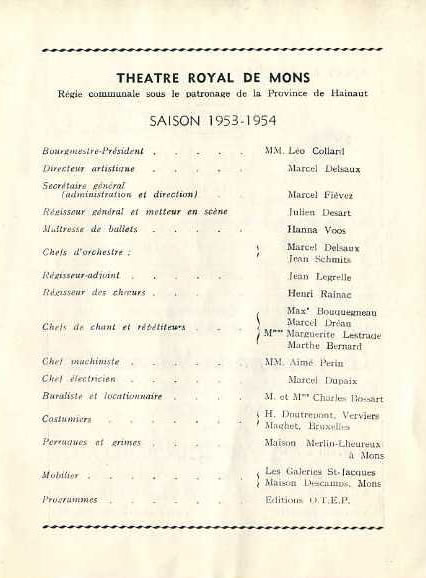 THEATRE ROYAL DE MONS
Régie communale sous le patronage de la Province de Hainaut
SAISON 1953-1954
Bourgmestre-Président . . . . . MM. Léo Collard
Directeur artistique . . . . . Marcel Delsaux
Secrétaire général
(administration et direction) . . Marcel Fiévez
Régisseur général et metteur en scène Julien Desart
Maîtresse de ballets . . . . . Hanna Voos
Chefs d'orchestre : { Marcel Delsaux
Jean Schmits
Régisseur-adjoint . . . . . Jean Legrelle
Régisseur des chœurs . . . . . Henri Rainac
Chefs de chant et répétiteurs . . . { Max' Bouquegneau
Marcel Dréau
Mmes Marguerite Lestrade
Marthe Bernard
Chef machiniste . . . . . MM. Aimé Perin
Chef électricien . . . . . Marcel Dupaix
Buraliste et locationnaire . . . . M. et Mme Charles Bossart
Costumiers . . . . . . { H. Doutrepont, Verviers
Maghet, Bruxelles
Perruques et grimes . . . . . Maison Merlin-Lheureux
à Mons
Mobilier . . . . . . . { Les Galeries St-Jacques
Maison Descamps, Mons
Programmes . . . . . . Editions O.T.E.P.